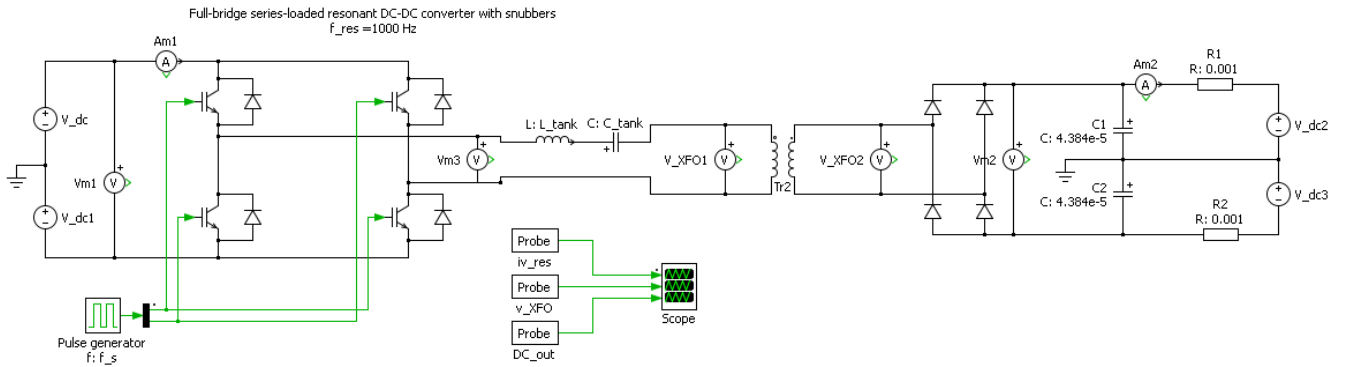 Full-bridge series-loaded resonant DC-DC converter with snubbers
f_res =1000 Hz
Am1
A
V_dc
Vm1
V
V_dc1
Pulse generator
f: f_s
Vm3
V
L: L_tank
C: C_tank
V_XFO1
V
Tr2
V_XFO2
V
Vm2
V
Am2
A
R1
R: 0.001
C1
C: 4.384e-5
V_dc2
C2
C: 4.384e-5
V_dc3
R2
R: 0.001
Probe
iv_res
Probe
v_XFO
Probe
DC_out
Scope